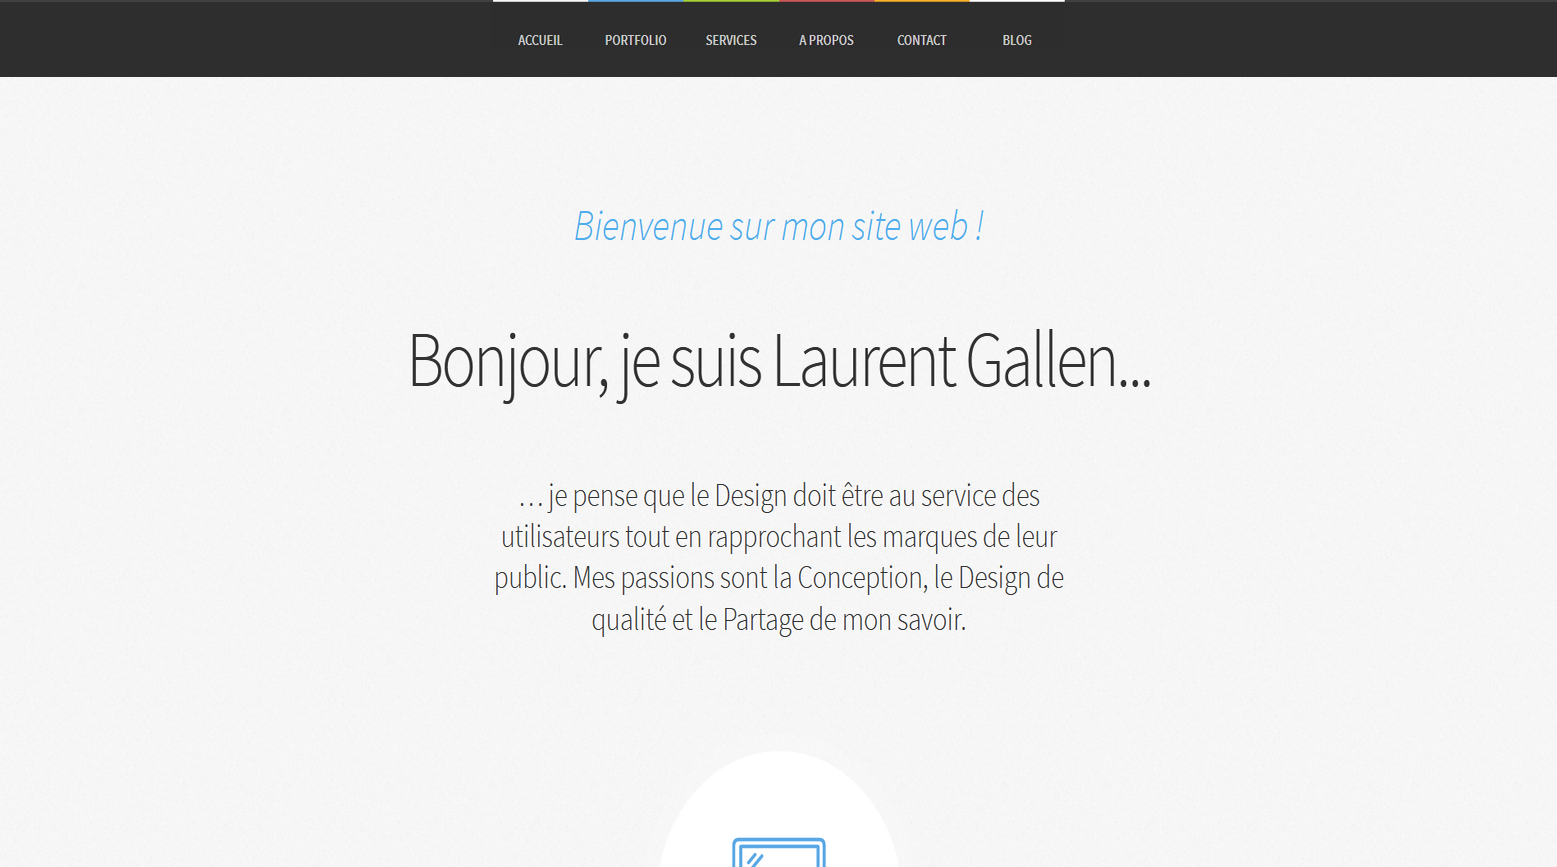 ACCUEIL PORTFOLIO SERVICES A PROPOS CONTACT BLOG
Bienvenue sur mon site web !
Bonjour, je suis Laurent Gallen...
…je pense que le Design doit être au service des
utilisateurs tout en rapprochant les marques de leur
public. Mes passions sont la Conception, le Design de
qualité et le Partage de mon savoir.